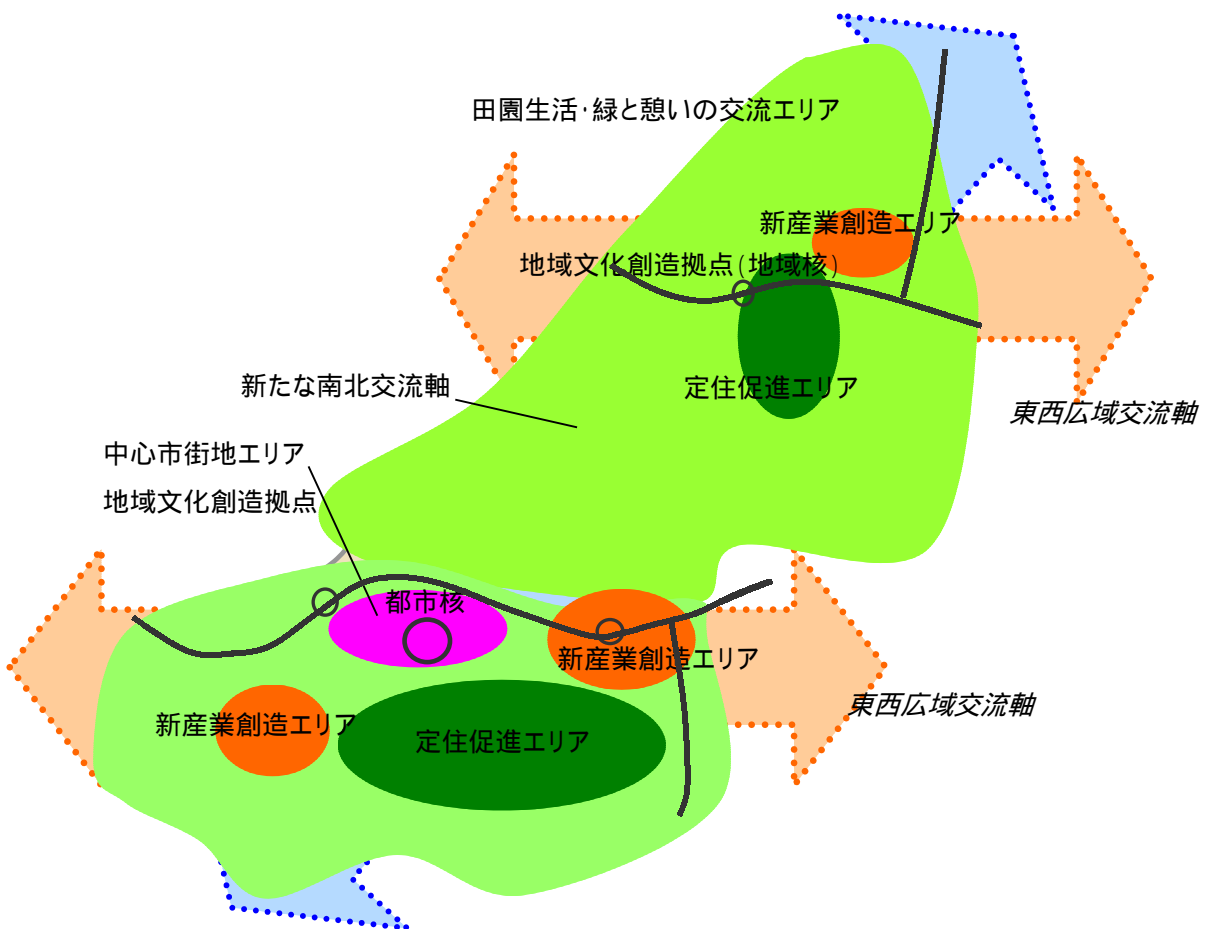 田園生活・緑と憩いの交流エリア
新産業創造エリア
地域文化創造拠点(地域核)
新たな南北交流軸
定住促進エリア
東西広域交流軸
中心市街地エリア
地域文化創造拠点
都市核
新産業創造エリア
東西広域交流軸
新産業創造エリア
定住促進エリア